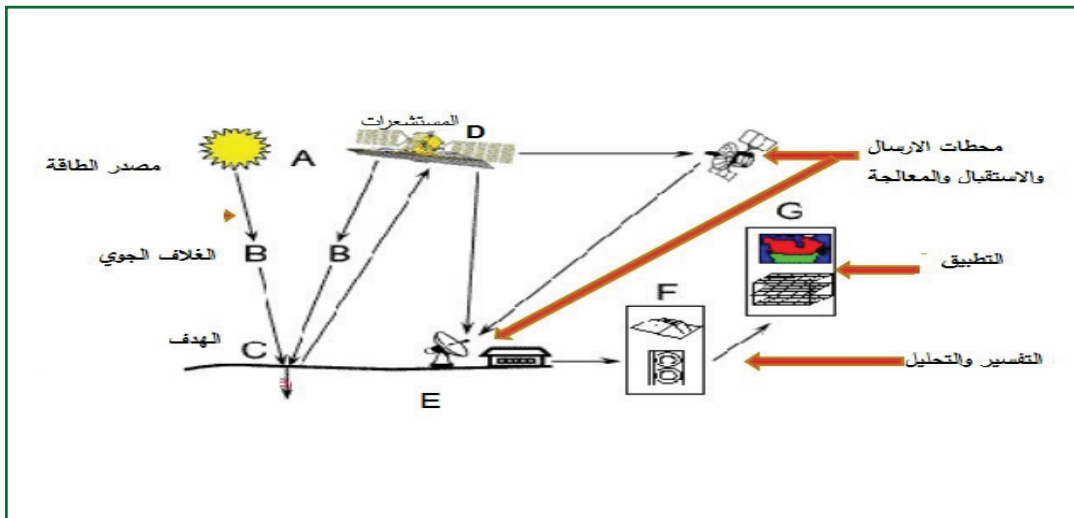 المستشعرات
D
A
مصدر الطاقة
محطات الارسال
والاستقبال والمعالجة
G
B
B
الغلاف الجوي
التطبيق
F
الهدف
C
التفسير والتحليل
E